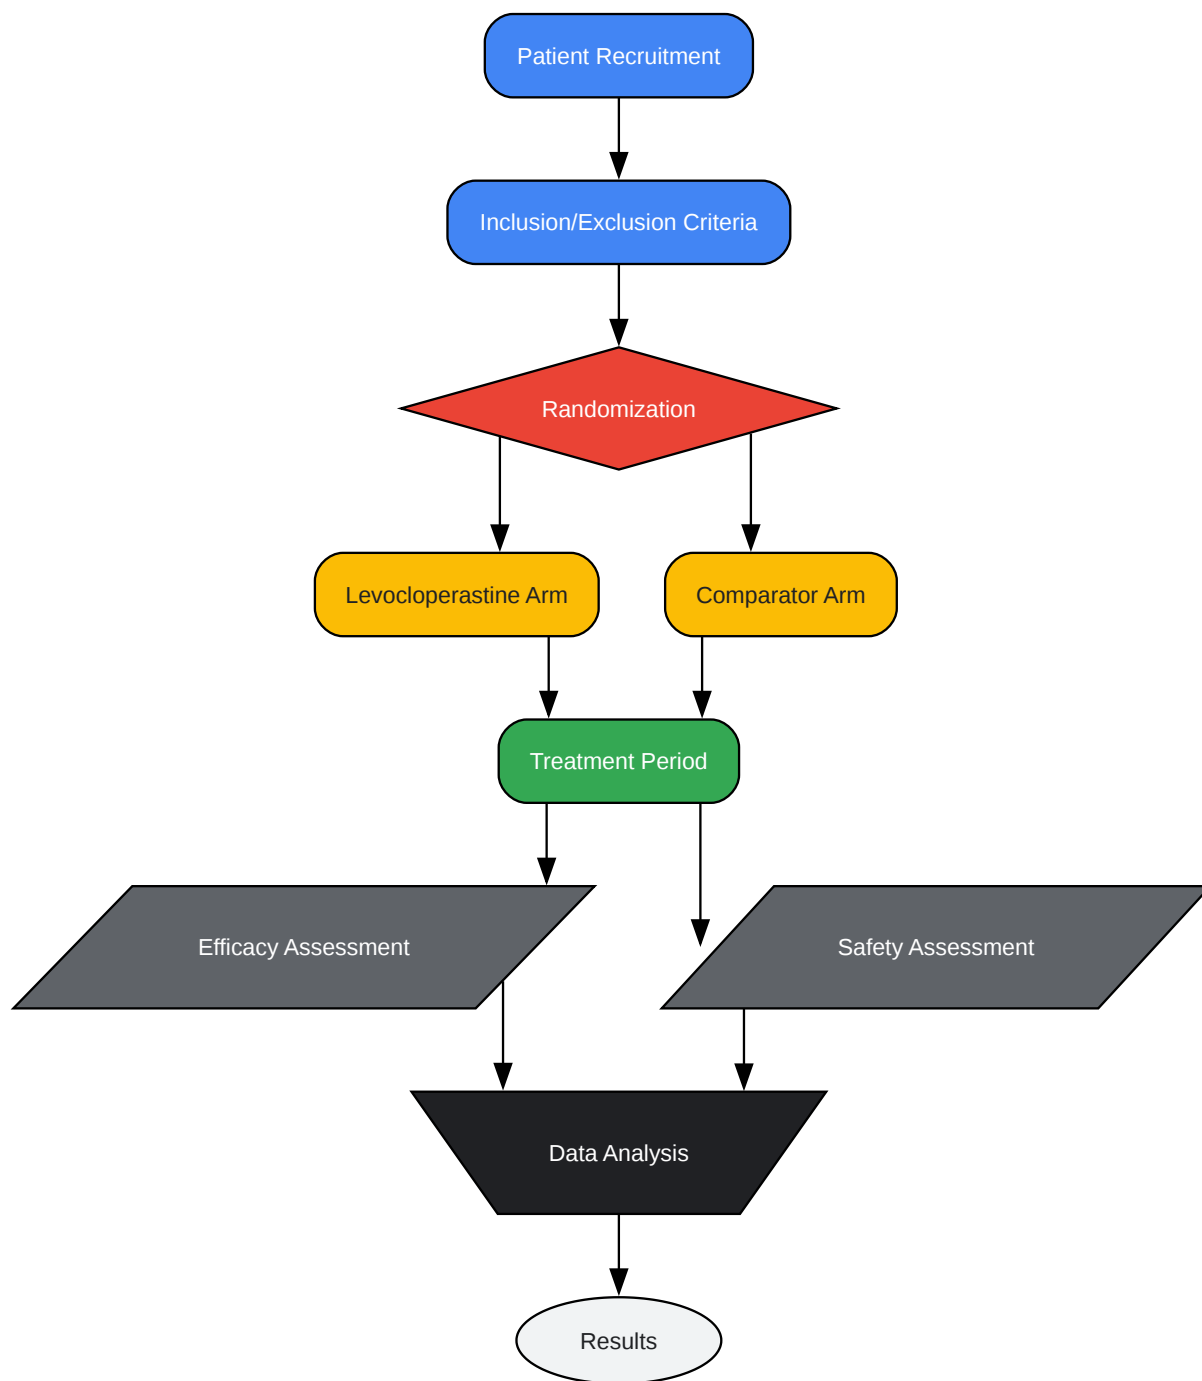 Patient Recruitment
Inclusion/Exclusion Criteria
Randomization
Levocloperastine Arm
Comparator Arm
Treatment Period
Efficacy Assessment
Safety Assessment
Data Analysis
Results